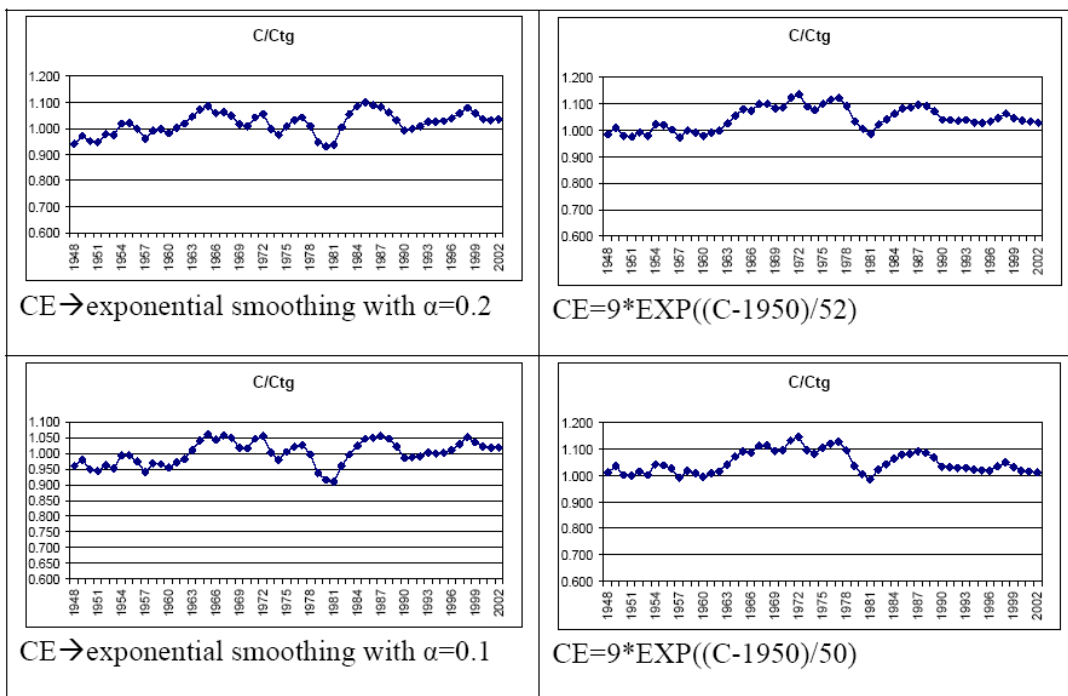 C/Ctg
1.200
1.100
1.000
0.900
0.800
0.700
0.600
1948 1951 1954 1957 1960 1963 1966 1969 1972 1975 1978 1981 1984 1987 1990 1993 1996 1999 2002
CE→exponential smoothing with α=0.2
C/Ctg
1.200
1.100
1.000
0.900
0.800
0.700
0.600
1948 1951 1954 1957 1960 1963 1966 1969 1972 1975 1978 1981 1984 1987 1990 1993 1996 1999 2002
CE=9*EXP((C-1950)/52)
C/Ctg
1.100
1.050
1.000
0.950
0.900
0.850
0.800
0.750
0.700
0.650
0.600
1948 1951 1954 1957 1960 1963 1966 1969 1972 1975 1978 1981 1984 1987 1990 1993 1996 1999 2002
CE→exponential smoothing with α=0.1
C/Ctg
1.200
1.100
1.000
0.900
0.800
0.700
0.600
1948 1951 1954 1957 1960 1963 1966 1969 1972 1975 1978 1981 1984 1987 1990 1993 1996 1999 2002
CE=9*EXP((C-1950)/50)